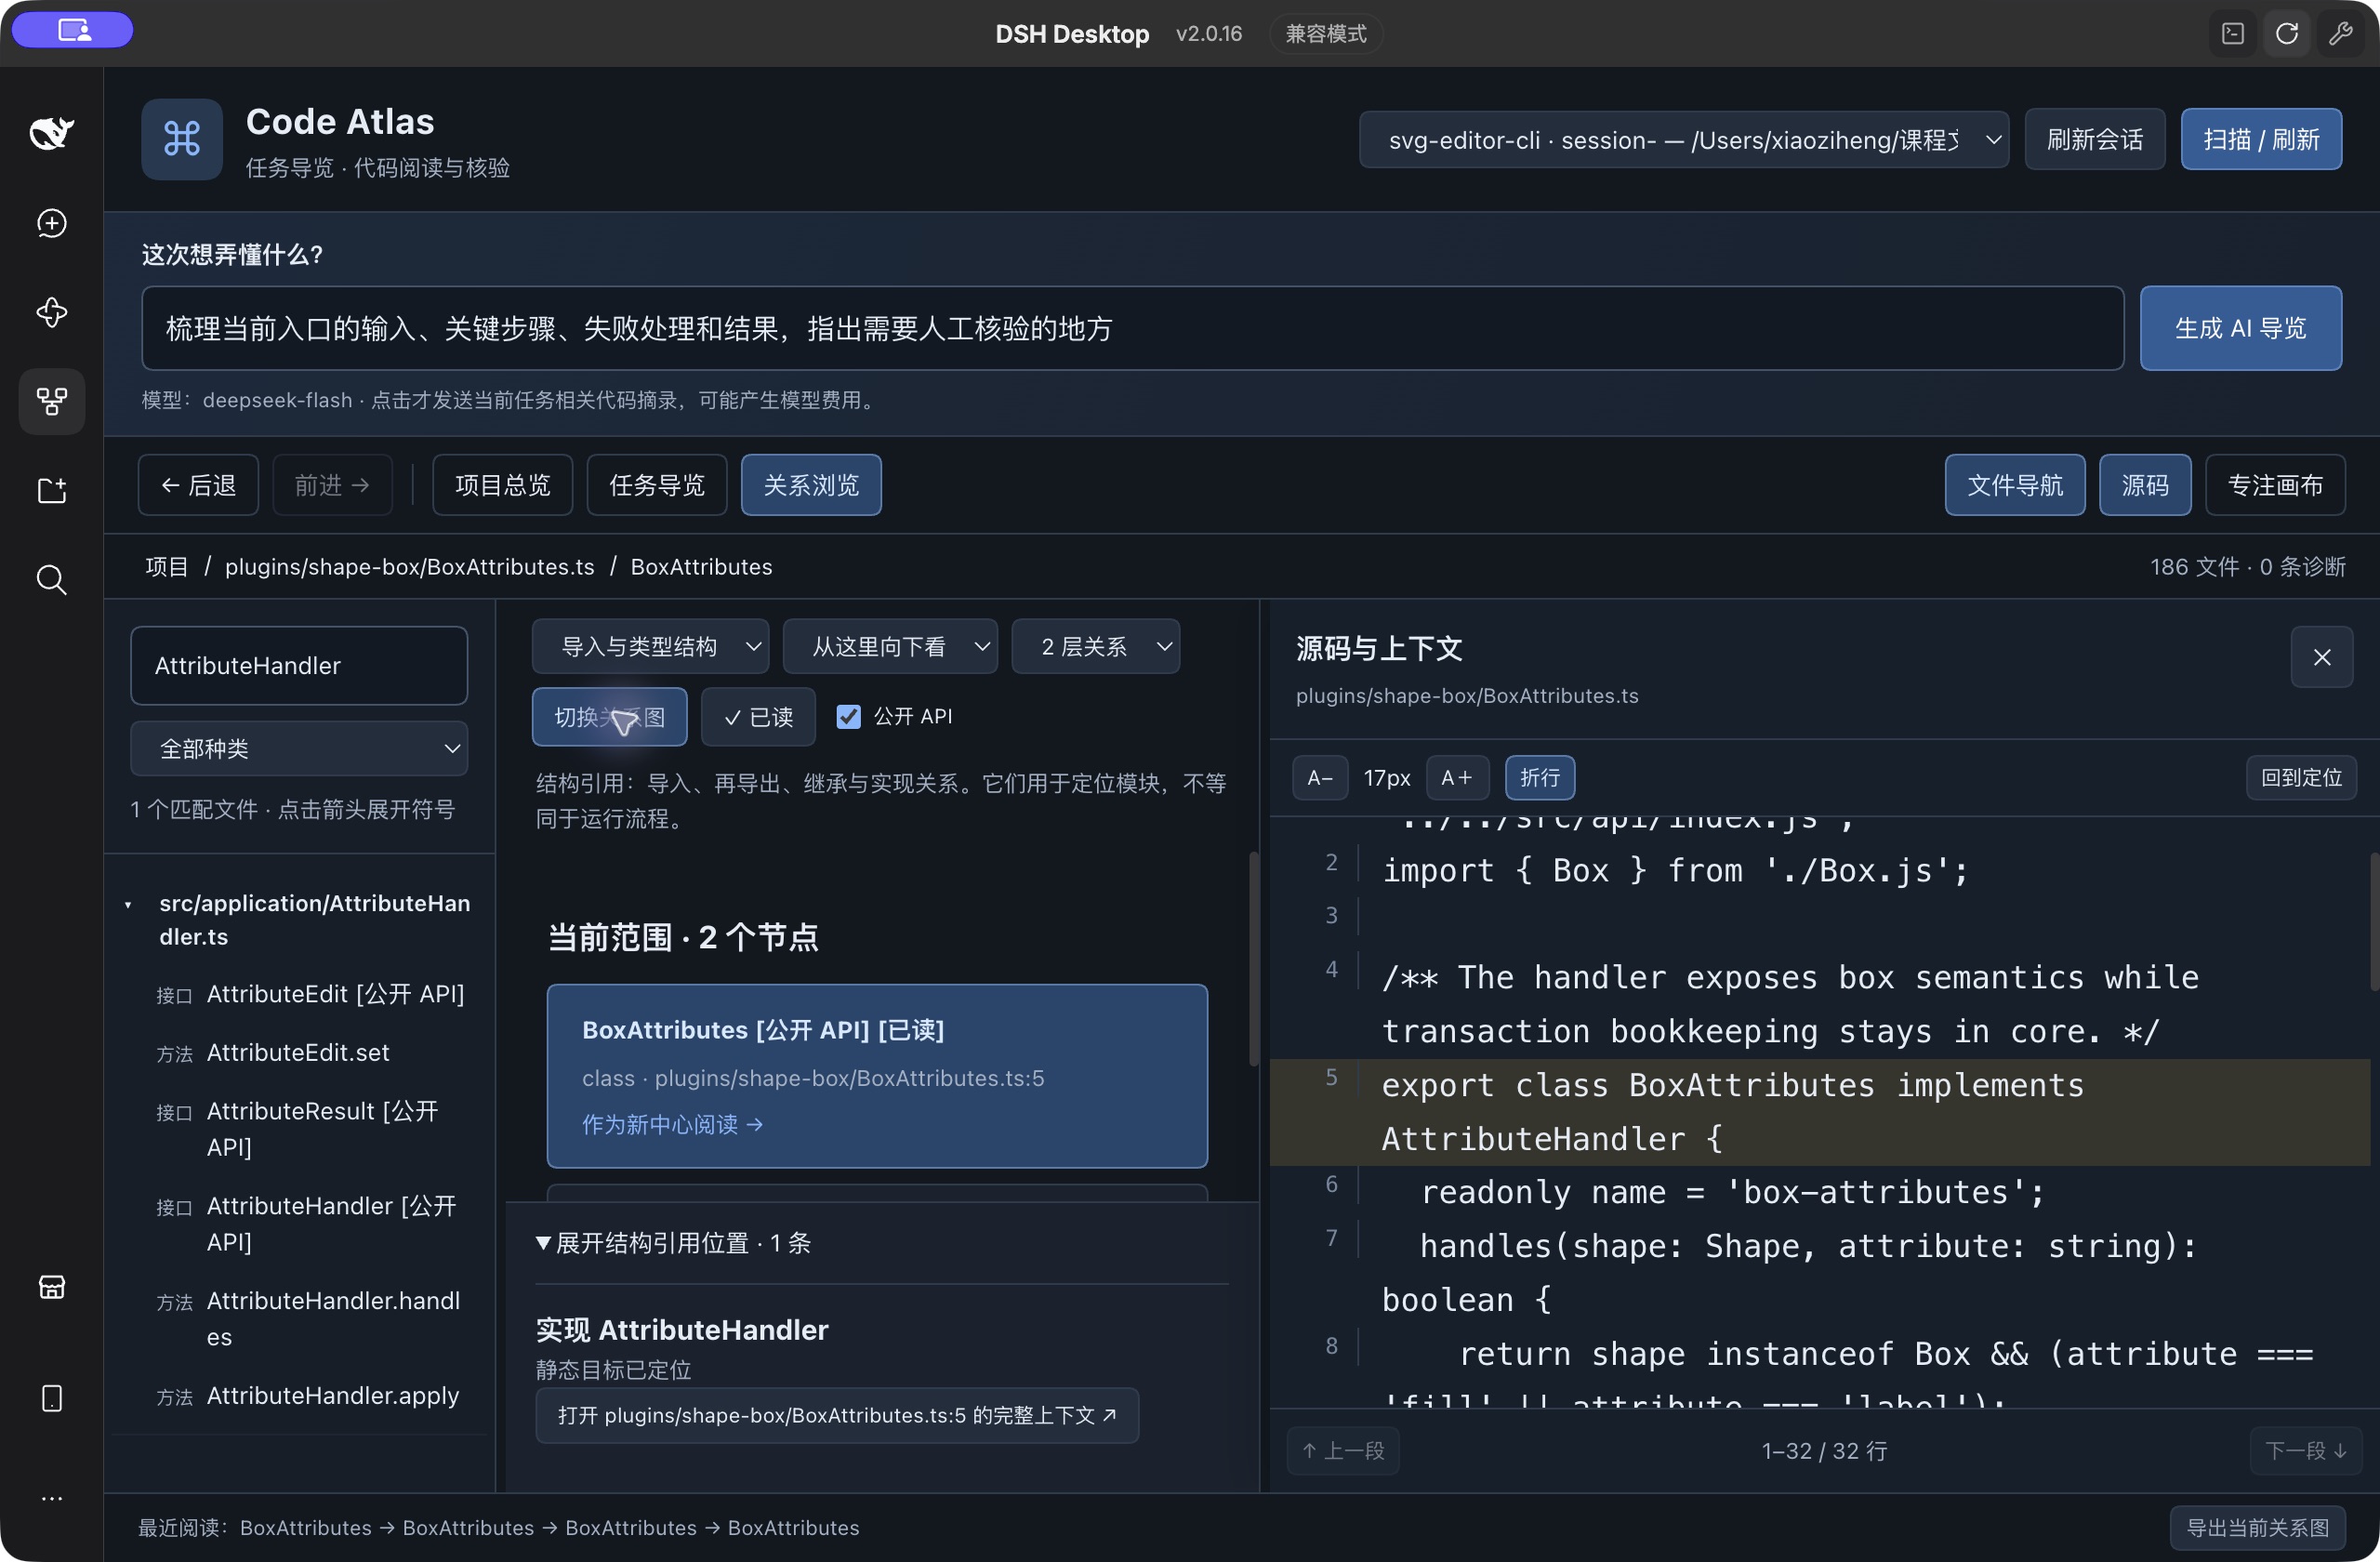 DSH Desktop v2.0.16 兼容模式
Code Atlas
任务导览 · 代码阅读与核验
svg-editor-cli · session- — /Users/xiaoziheng/课程
刷新会话
扫描 / 刷新
这次想弄懂什么?
梳理当前入口的输入、关键步骤、失败处理和结果，指出需要人工核验的地方
生成 AI 导览
模型：deepseek-flash · 点击才发送当前任务相关代码摘录，可能产生模型费用。
← 后退
前进 →
项目总览
任务导览
关系浏览
文件导航
源码
专注画布
项目 / plugins/shape-box/BoxAttributes.ts / BoxAttributes
186 文件 · 0 条诊断
AttributeHandler
全部种类
1 个匹配文件 · 点击箭头展开符号
src/application/AttributeHan
dler.ts
接口 AttributeEdit [公开 API]
方法 AttributeEdit.set
接口 AttributeResult [公开
API]
接口 AttributeHandler [公开
API]
方法 AttributeHandler.handl
es
方法 AttributeHandler.apply
导入与类型结构
从这里向下看
2 层关系
切换关系图
✓ 已读
公开 API
结构引用：导入、再导出、继承与实现关系。它们用于定位模块，不等
同于运行流程。
当前范围 · 2 个节点
BoxAttributes [公开 API] [已读]
class · plugins/shape-box/BoxAttributes.ts:5
作为新中心阅读 →
▼展开结构引用位置 · 1 条
实现 AttributeHandler
静态目标已定位
打开 plugins/shape-box/BoxAttributes.ts:5 的完整上下文 ↗
源码与上下文
plugins/shape-box/BoxAttributes.ts
A− 17px A＋ 折行
回到定位
'../../src/api/index.js';
2 import { Box } from './Box.js';
3
4 /** The handler exposes box semantics while
transaction bookkeeping stays in core. */
5 export class BoxAttributes implements
AttributeHandler {
6 readonly name = 'box-attributes';
7 handles(shape: Shape, attribute: string):
boolean {
8 return shape instanceof Box && (attribute ===
'fill' || attribute === 'label');
↑ 上一段
1–32 / 32 行
下一段 ↓
最近阅读：BoxAttributes → BoxAttributes → BoxAttributes → BoxAttributes
导出当前关系图